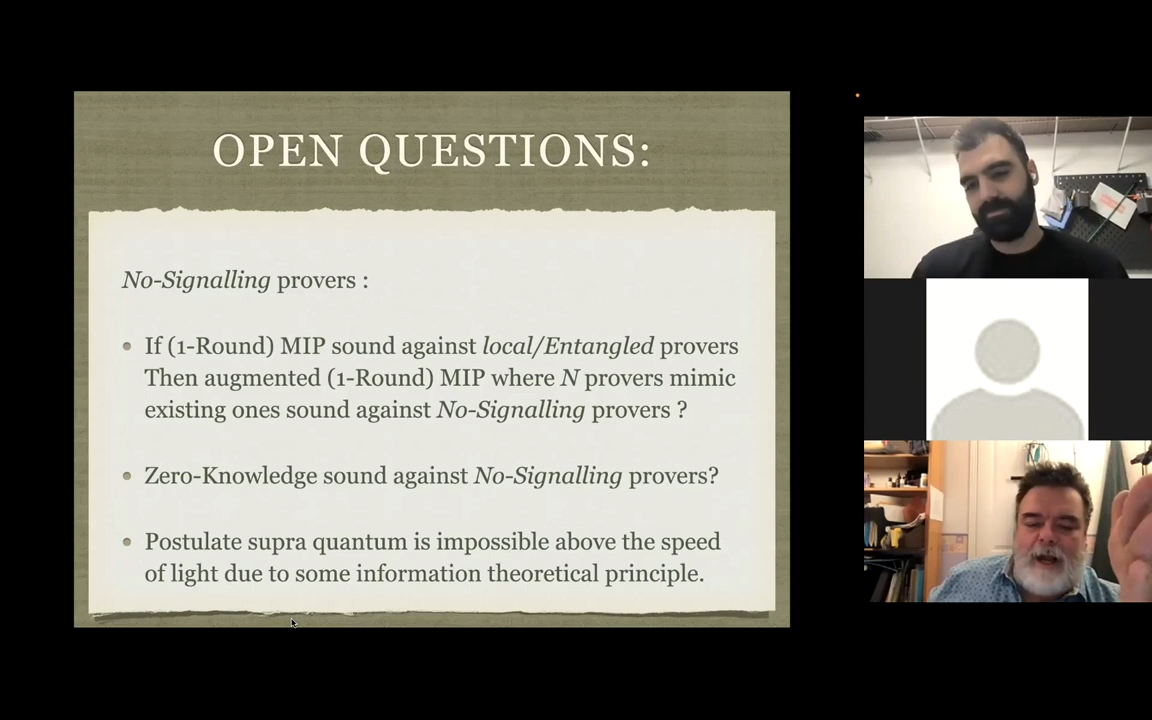 OPEN QUESTIONS:
No-Signalling provers :
If (1-Round) MIP sound against local/Entangled provers
Then augmented (1-Round) MIP where N provers mimic
existing ones sound against No-Signalling provers ?
Zero-Knowledge sound against No-Signalling provers?
Postulate supra quantum is impossible above the speed
of light due to some information theoretical principle.